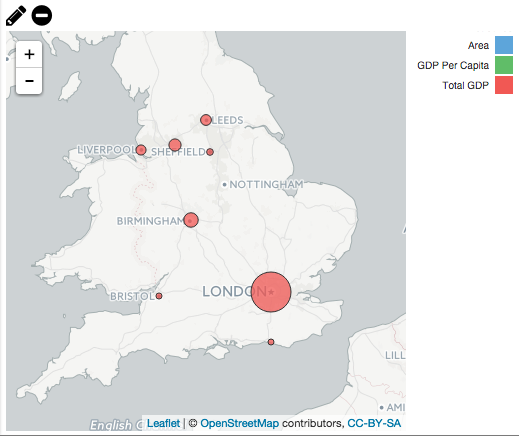 +
-
Area
GDP Per Capita
Total GDP
LEEDS
LIVERPOOL
SHEFFIELD
NOTTINGHAM
BIRMINGHAM
BRISTOL
LONDON
LILL
AMI
English C
Leaflet | © OpenStreetMap contributors, CC-BY-SA